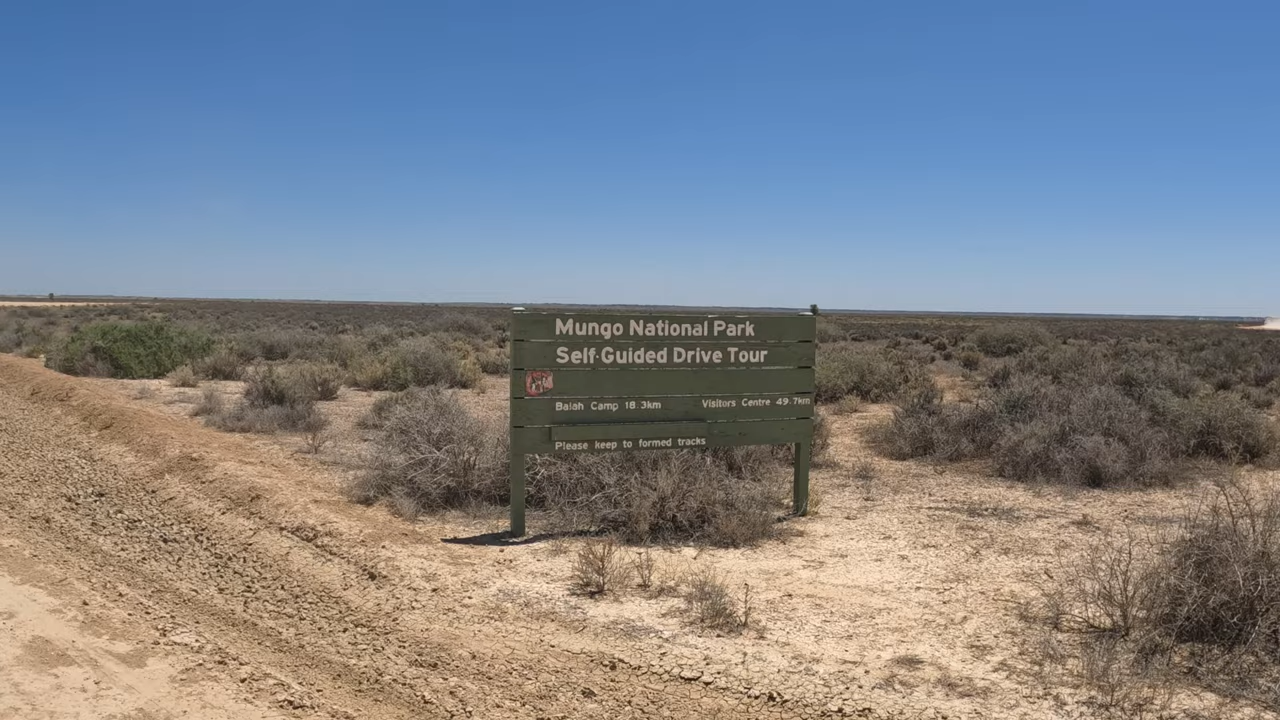 Mungo National Park
Self-Guided Drive Tour
Balah Camp 18.3km Visitors Centre 49.7km
Please keep to formed tracks